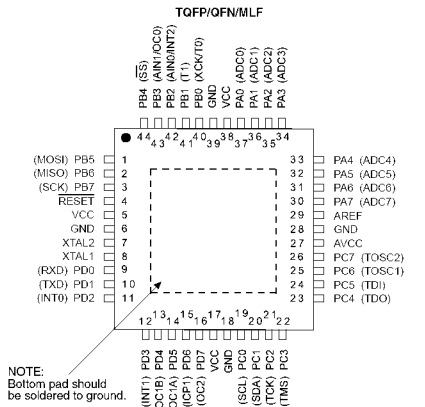 TQFP/QFN/MLF
PB4 (SS)
PB3 (AIN1/OC0)
PB2 (AIN0/INT2)
PB1 (T1)
PB0 (XCK/T0)
GND
VCC
PA0 (ADC0)
PA1 (ADC1)
PA2 (ADC2)
PA3 (ADC3)
44 43 42 41 40 39 38 37 36 35 34
(MOSI) PB5 1
(MISO) PB6 2
(SCK) PB7 3
RESET 4
VCC 5
GND 6
XTAL2 7
XTAL1 8
(RXD) PD0 9
(TXD) PD1 10
(INT0) PD2 11
33 PA4 (ADC4)
32 PA5 (ADC5)
31 PA6 (ADC6)
30 PA7 (ADC7)
29 AREF
28 GND
27 AVCC
26 PC7 (TOSC2)
25 PC6 (TOSC1)
24 PC5 (TDI)
23 PC4 (TDO)
12 13 14 15 16 17 18 19 20 21 22
(INT1) PD3
OC1B) PD4
OC1A) PD5
(ICP1) PD6
(OC2) PD7
VCC
GND
(SCL) PC0
(SDA) PC1
(TCK) PC2
(TMS) PC3
NOTE:
Bottom pad should
be soldered to ground.